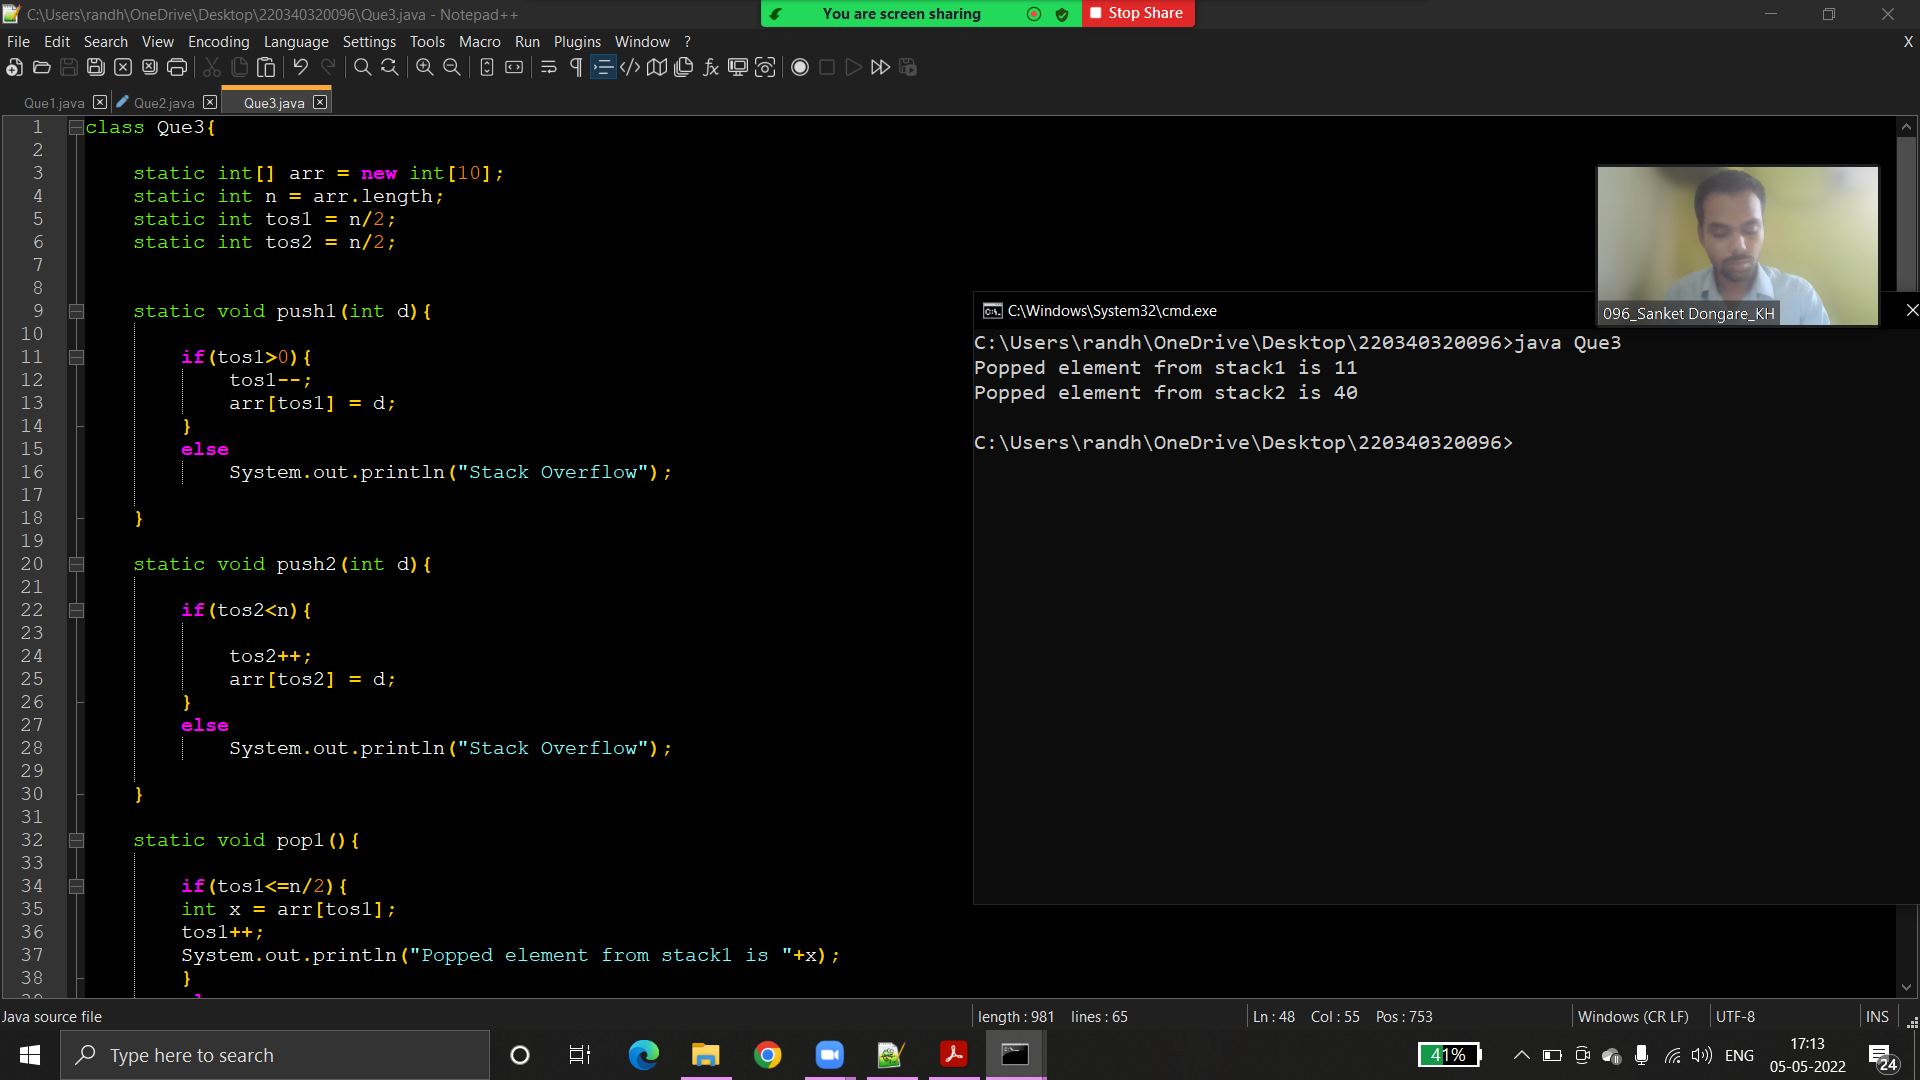 C:\Users\randh\OneDrive\Desktop\220340320096\Que3.java - Notepad++
You are screen sharing
Stop Share
File Edit Search View Encoding Language Settings Tools Macro Run Plugins Window ? X
Que1.java Que2.java Que3.java
1 class Que3{
2
3 static int[] arr = new int[10];
4 static int n = arr.length;
5 static int tos1 = n/2;
6 static int tos2 = n/2;
7
8
9 static void push1(int d){
10
11 if(tos1>0){
12 tos1--;
13 arr[tos1] = d;
14 }
15 else
16 System.out.println("Stack Overflow");
17
18 }
19
20 static void push2(int d){
21
22 if(tos2<n){
23
24 tos2++;
25 arr[tos2] = d;
26 }
27 else
28 System.out.println("Stack Overflow");
29
30 }
31
32 static void pop1(){
33
34 if(tos1<=n/2){
35 int x = arr[tos1];
36 tos1++;
37 System.out.println("Popped element from stack1 is "+x);
38 }
096_Sanket Dongare_KH
C:\Windows\System32\cmd.exe
C:\Users\randh\OneDrive\Desktop\220340320096>java Que3
Popped element from stack1 is 11
Popped element from stack2 is 40
C:\Users\randh\OneDrive\Desktop\220340320096>
Java source file length : 981 lines : 65 Ln : 48 Col : 55 Pos : 753 Windows (CR LF) UTF-8 INS
Type here to search
41%
ENG
17:13
05-05-2022
24